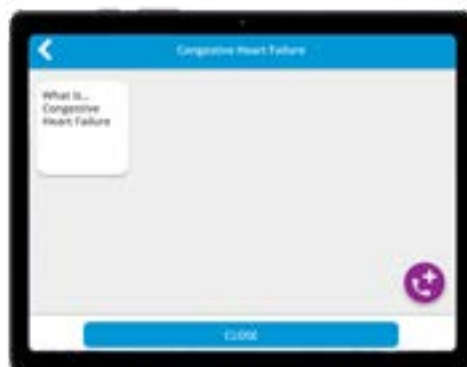 Congestive Heart Failure
What is...
Congestive
Heart Failure
CLOSE